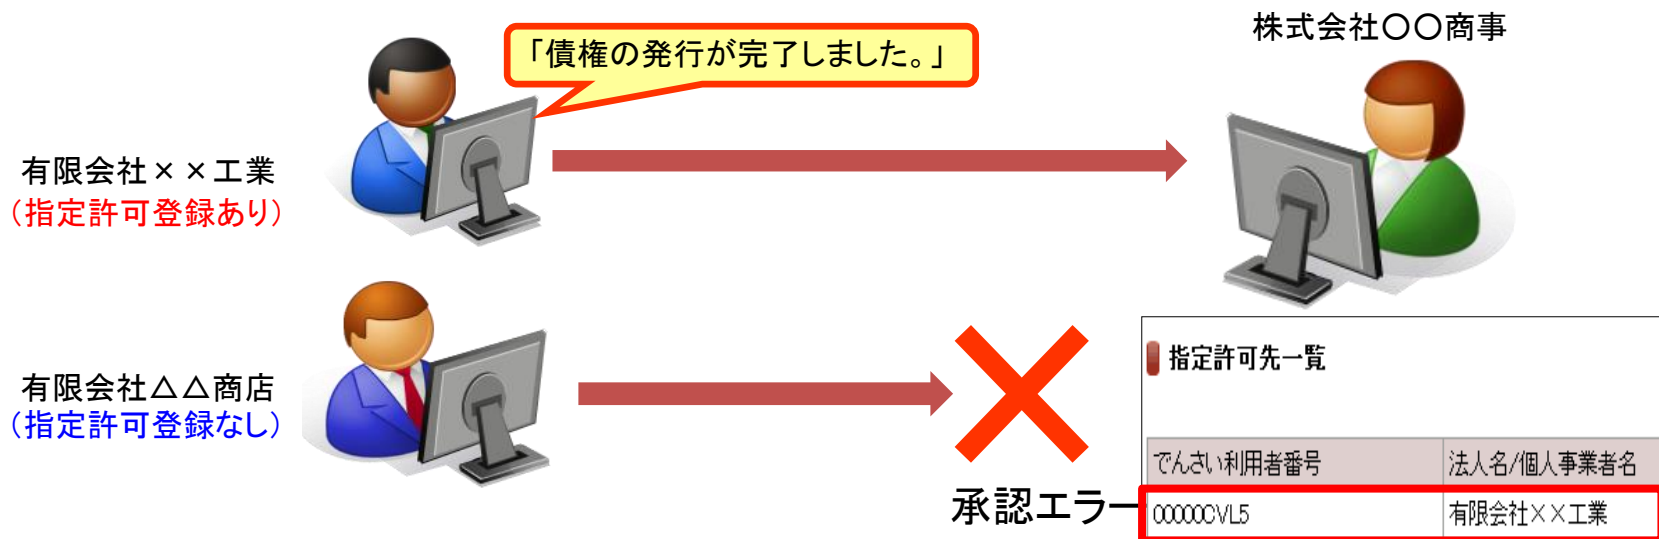 株式会社〇〇商事
「債権の発行が完了しました。」
有限会社××工業
（指定許可登録あり）
有限会社△△商店
（指定許可登録なし）
承認エラー
指定許可先一覧
でんさい利用者番号 法人名/個人事業者名
00000CVL5 有限会社××工業